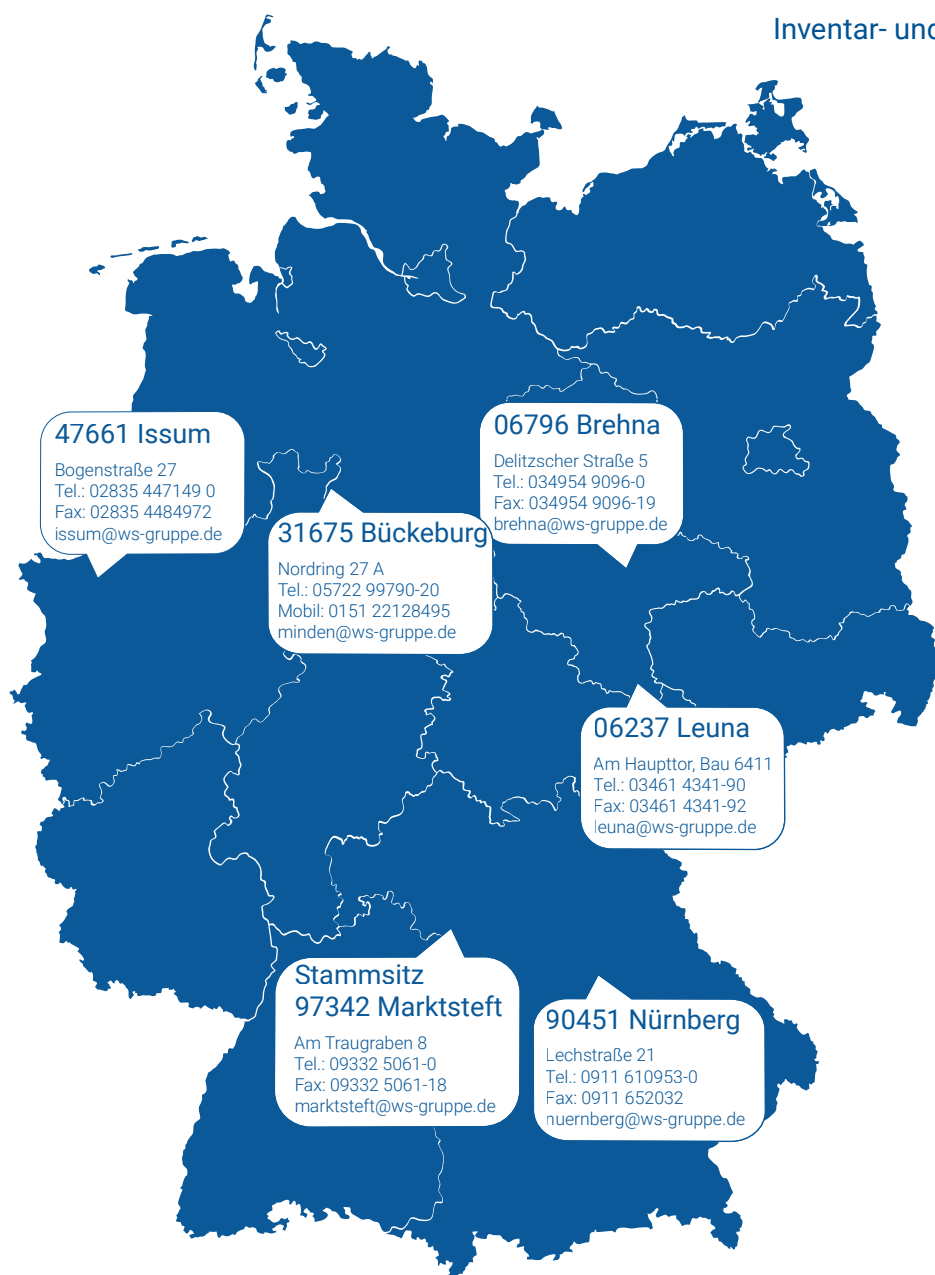 Inventar- und
47661 Issum
Bogenstraße 27
Tel.: 02835 447149 0
Fax: 02835 4484972
issum@ws-gruppe.de
06796 Brehna
Delitzscher Straße 5
Tel.: 034954 9096-0
Fax: 034954 9096-19
brehna@ws-gruppe.de
31675 Bückeburg
Nordring 27 A
Tel.: 05722 99790-20
Mobil: 0151 22128495
minden@ws-gruppe.de
06237 Leuna
Am Haupttor, Bau 6411
Tel.: 03461 4341-90
Fax: 03461 4341-92
leuna@ws-gruppe.de
Stammsitz
97342 Marktsteft
Am Traugraben 8
Tel.: 09332 5061-0
Fax: 09332 5061-18
marktsteft@ws-gruppe.de
90451 Nürnberg
Lechstraße 21
Tel.: 0911 610953-0
Fax: 0911 652032
nuernberg@ws-gruppe.de